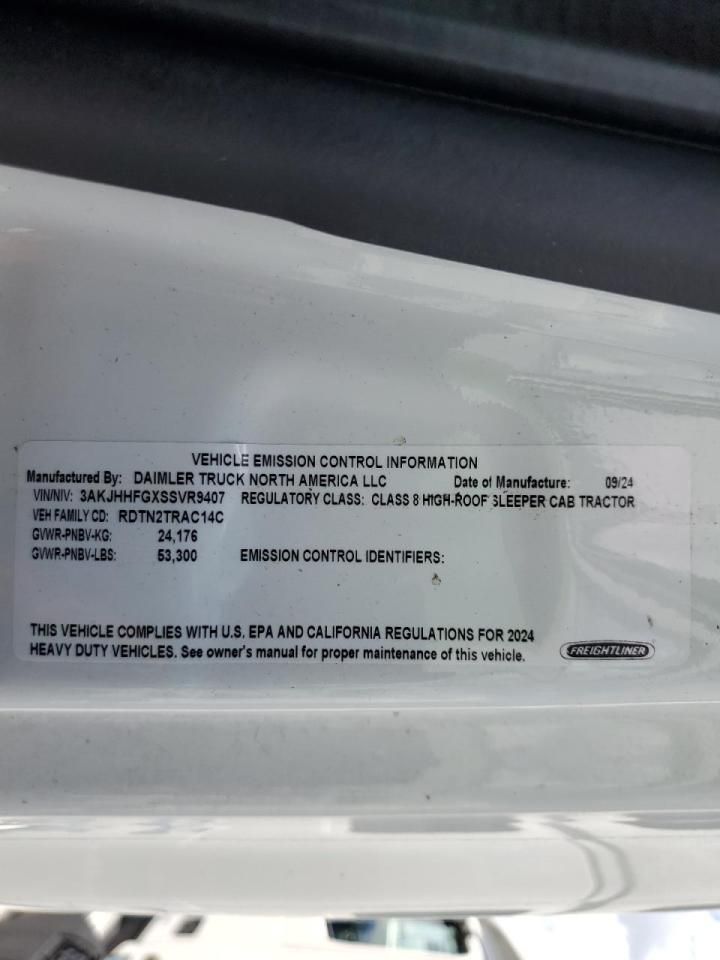 VEHICLE EMISSION CONTROL INFORMATION
Manufactured By: DAIMLER TRUCK NORTH AMERICA LLC Date of Manufacture: 09/24
VIN/NIV: 3AKJHHFGXSSVR9407 REGULATORY CLASS: CLASS 8 HIGH-ROOF SLEEPER CAB TRACTOR
VEH FAMILY CD: RDTN2TRAC14C
GVWR-PNBV-KG: 24,176
GVWR-PNBV-LBS: 53,300 EMISSION CONTROL IDENTIFIERS:
THIS VEHICLE COMPLIES WITH U.S. EPA AND CALIFORNIA REGULATIONS FOR 2024
HEAVY DUTY VEHICLES. See owner's manual for proper maintenance of this vehicle.
FREIGHTLINER